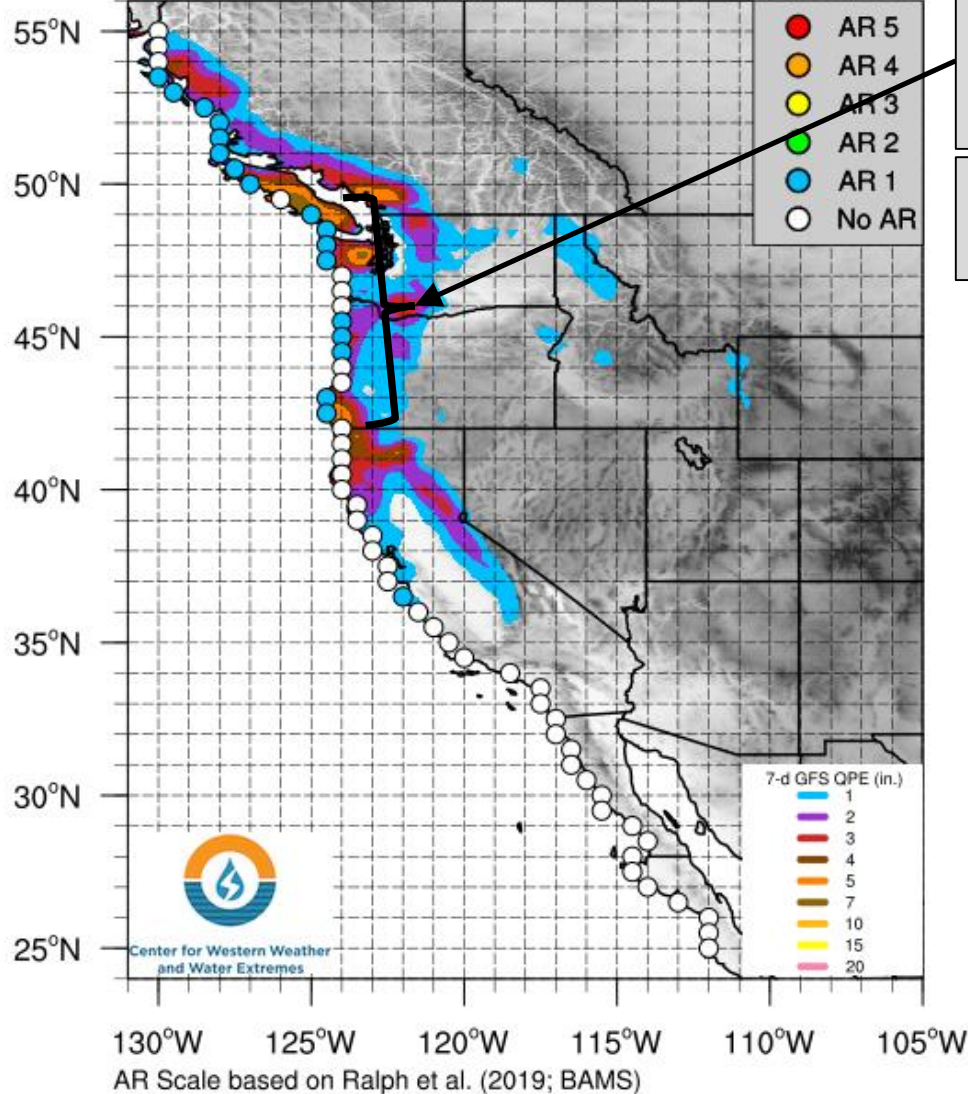 55°N
50°N
45°N
40°N
35°N
30°N
25°N
AR 5
AR 4
AR 3
AR 2
AR 1
No AR
7-d GFS QPE (in.)
1
2
3
4
5
7
10
15
20
Center for Western Weather
and Water Extremes
130°W 125°W 120°W 115°W 110°W 105°W
AR Scale based on Ralph et al. (2019; BAMS)